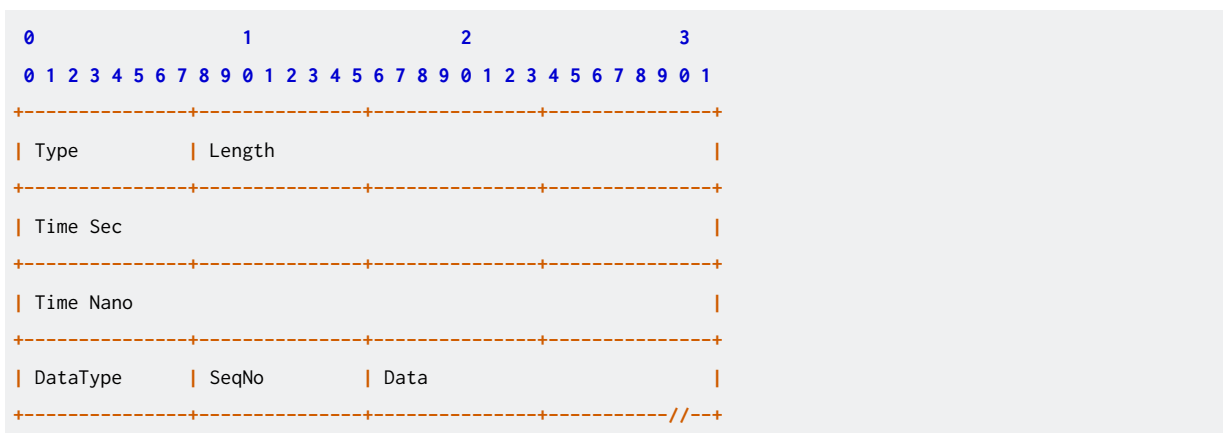 0                   1                   2                   3
0 1 2 3 4 5 6 7 8 9 0 1 2 3 4 5 6 7 8 9 0 1 2 3 4 5 6 7 8 9 0 1
+---------------+---------------+---------------+---------------+
| Type          | Length                                        |
+---------------+---------------+---------------+---------------+
| Time Sec                                                      |
+---------------+---------------+---------------+---------------+
| Time Nano                                                     |
+---------------+---------------+---------------+---------------+
| DataType      | SeqNo         | Data                          |
+---------------+---------------+---------------+-----------//--+